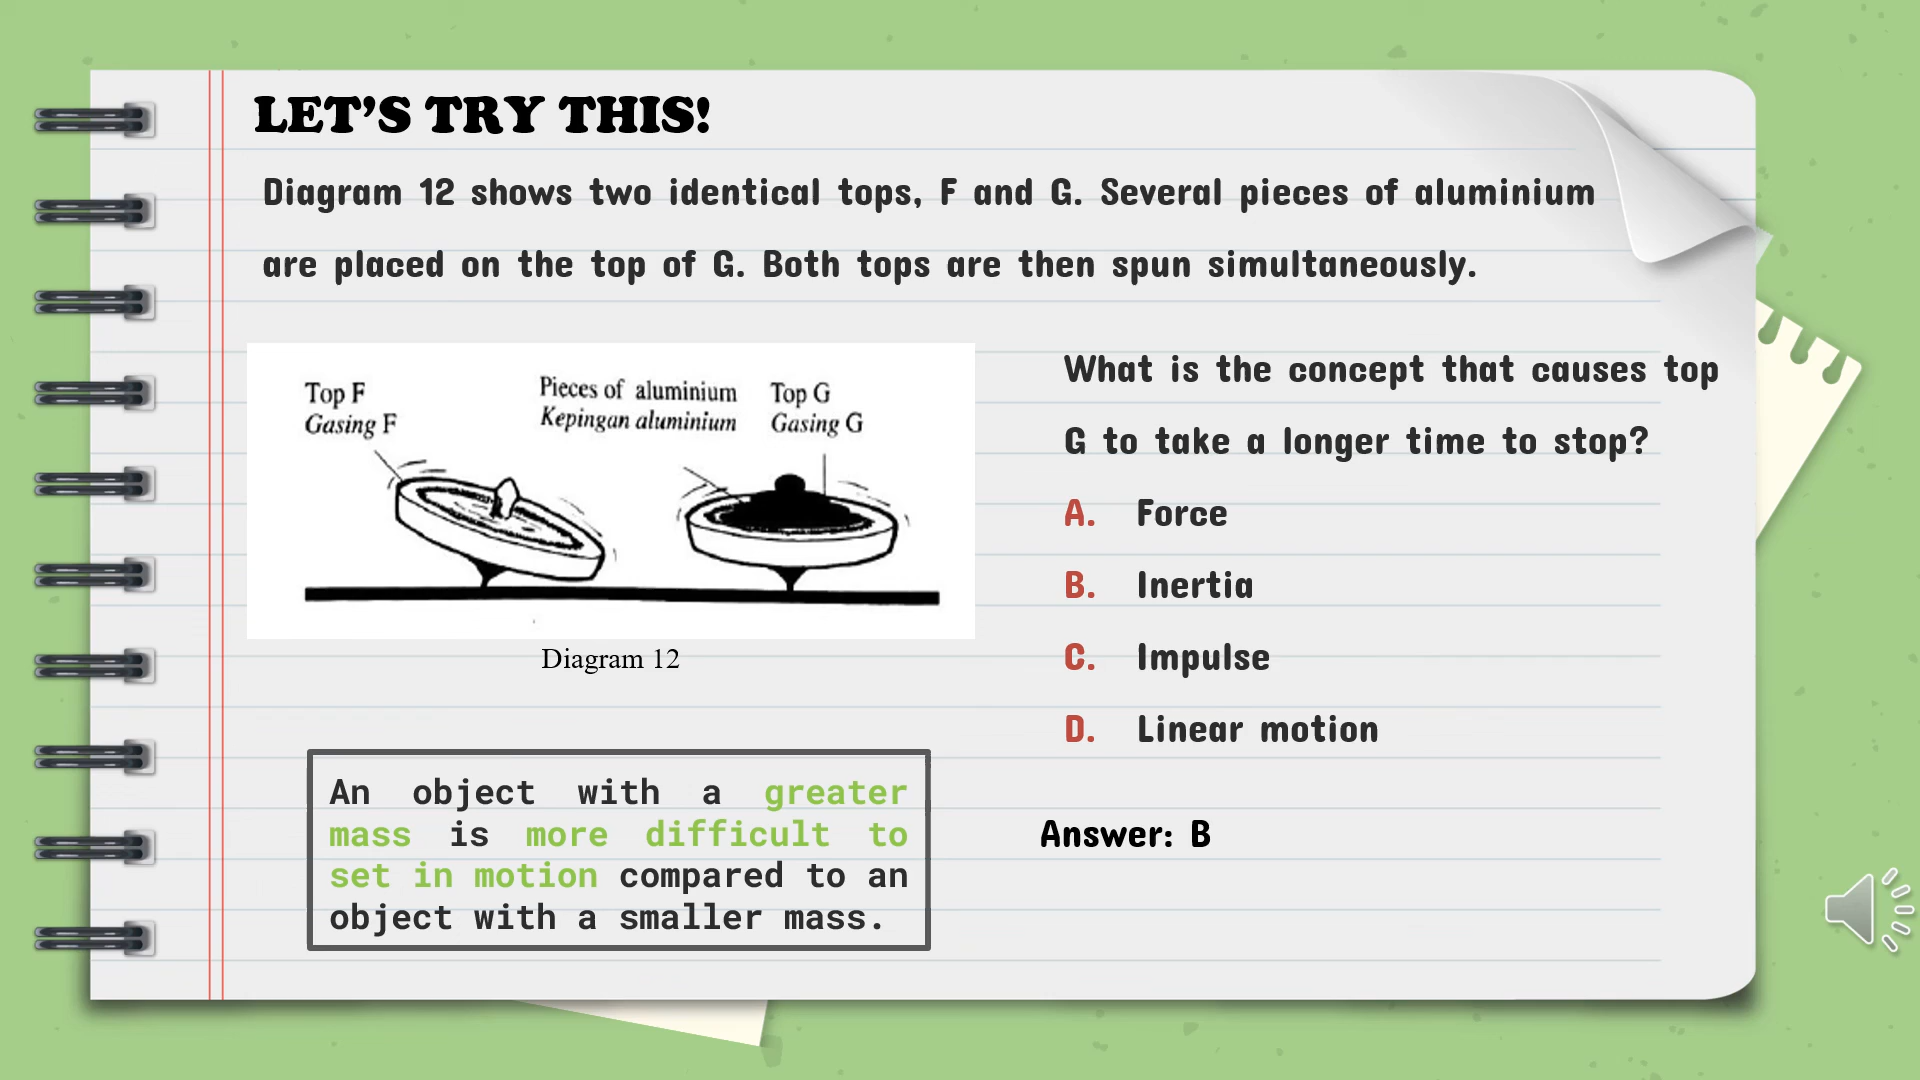 LET'S TRY THIS!
Diagram 12 shows two identical tops, F and G. Several pieces of aluminium
are placed on the top of G. Both tops are then spun simultaneously.
Top F
Gasing F
Pieces of aluminium
Kepingan aluminium
Top G
Gasing G
Diagram 12
An object with a greater
mass is more difficult to
set in motion compared to an
object with a smaller mass.
What is the concept that causes top
G to take a longer time to stop?
A. Force
B. Inertia
C. Impulse
D. Linear motion
Answer: B